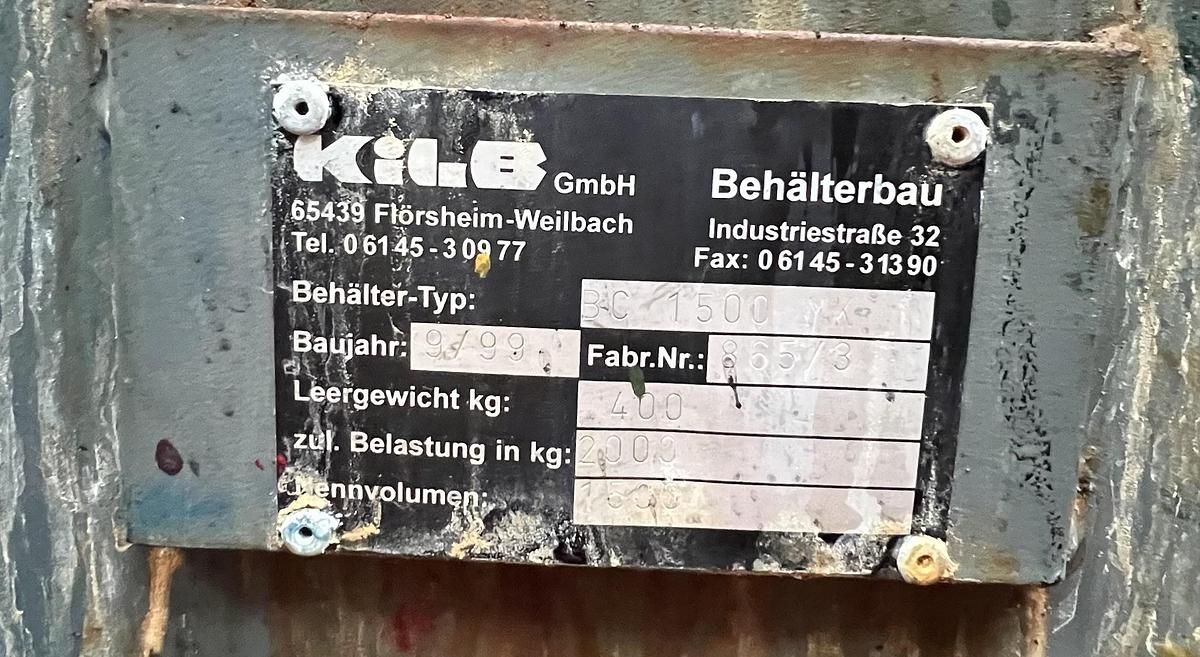 KiLB GmbH Behälterbau
65439 Flörsheim-Weilbach Industriestraße 32
Tel. 0 61 45 - 3 09 77 Fax: 0 61 45 - 3 13 90
Behälter-Typ: BC 1500
Baujahr: 9/99 Fabr.Nr.: 865/3
Leergewicht kg: 400
zul. Belastung in kg: 2000
Nennvolumen: 1500